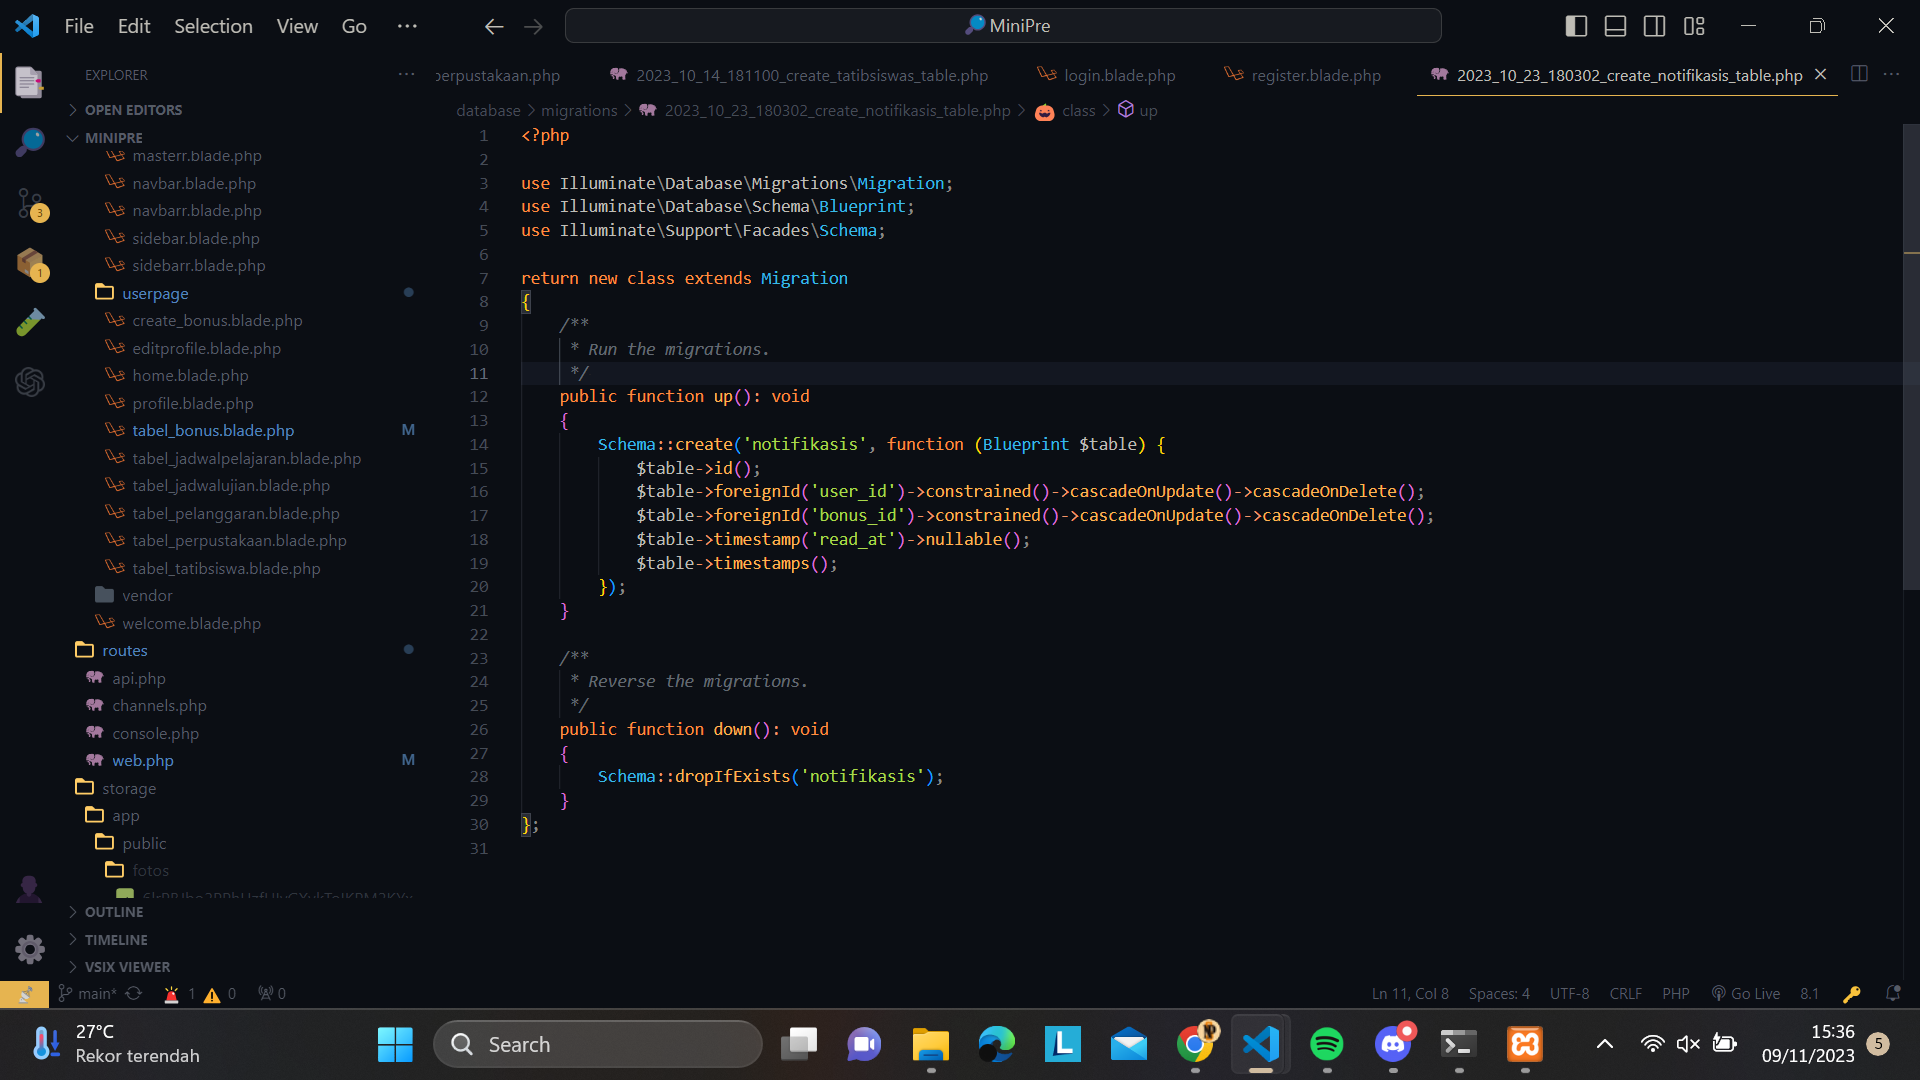 File Edit Selection View Go ···
MiniPre
EXPLORER ···
OPEN EDITORS
MINIPRE
masterr.blade.php
navbar.blade.php
navbarr.blade.php
sidebar.blade.php
sidebarr.blade.php
userpage
create_bonus.blade.php
editprofile.blade.php
home.blade.php
profile.blade.php
tabel_bonus.blade.php M
tabel_jadwalpelajaran.blade.php
tabel_jadwalujian.blade.php
tabel_pelanggaran.blade.php
tabel_perpustakaan.blade.php
tabel_tatibsiswa.blade.php
vendor
welcome.blade.php
routes
api.php
channels.php
console.php
web.php M
storage
app
public
fotos
OUTLINE
TIMELINE
VSIX VIEWER
3
1
perpustakaan.php 2023_10_14_181100_create_tatibsiswas_table.php login.blade.php register.blade.php 2023_10_23_180302_create_notifikasis_table.php
database > migrations > 2023_10_23_180302_create_notifikasis_table.php > class > up
1 <?php
2
3 use Illuminate\Database\Migrations\Migration;
4 use Illuminate\Database\Schema\Blueprint;
5 use Illuminate\Support\Facades\Schema;
6
7 return new class extends Migration
8 {
9 /**
10 * Run the migrations.
11 */
12 public function up(): void
13 {
14 Schema::create('notifikasis', function (Blueprint $table) {
15 $table->id();
16 $table->foreignId('user_id')->constrained()->cascadeOnUpdate()->cascadeOnDelete();
17 $table->foreignId('bonus_id')->constrained()->cascadeOnUpdate()->cascadeOnDelete();
18 $table->timestamp('read_at')->nullable();
19 $table->timestamps();
20 });
21 }
22
23 /**
24 * Reverse the migrations.
25 */
26 public function down(): void
27 {
28 Schema::dropIfExists('notifikasis');
29 }
30 };
31
main* 1 0 0
Ln 11, Col 8 Spaces: 4 UTF-8 CRLF PHP Go Live 8.1
27°C
Rekor terendah
Search
L
15:36
09/11/2023
5